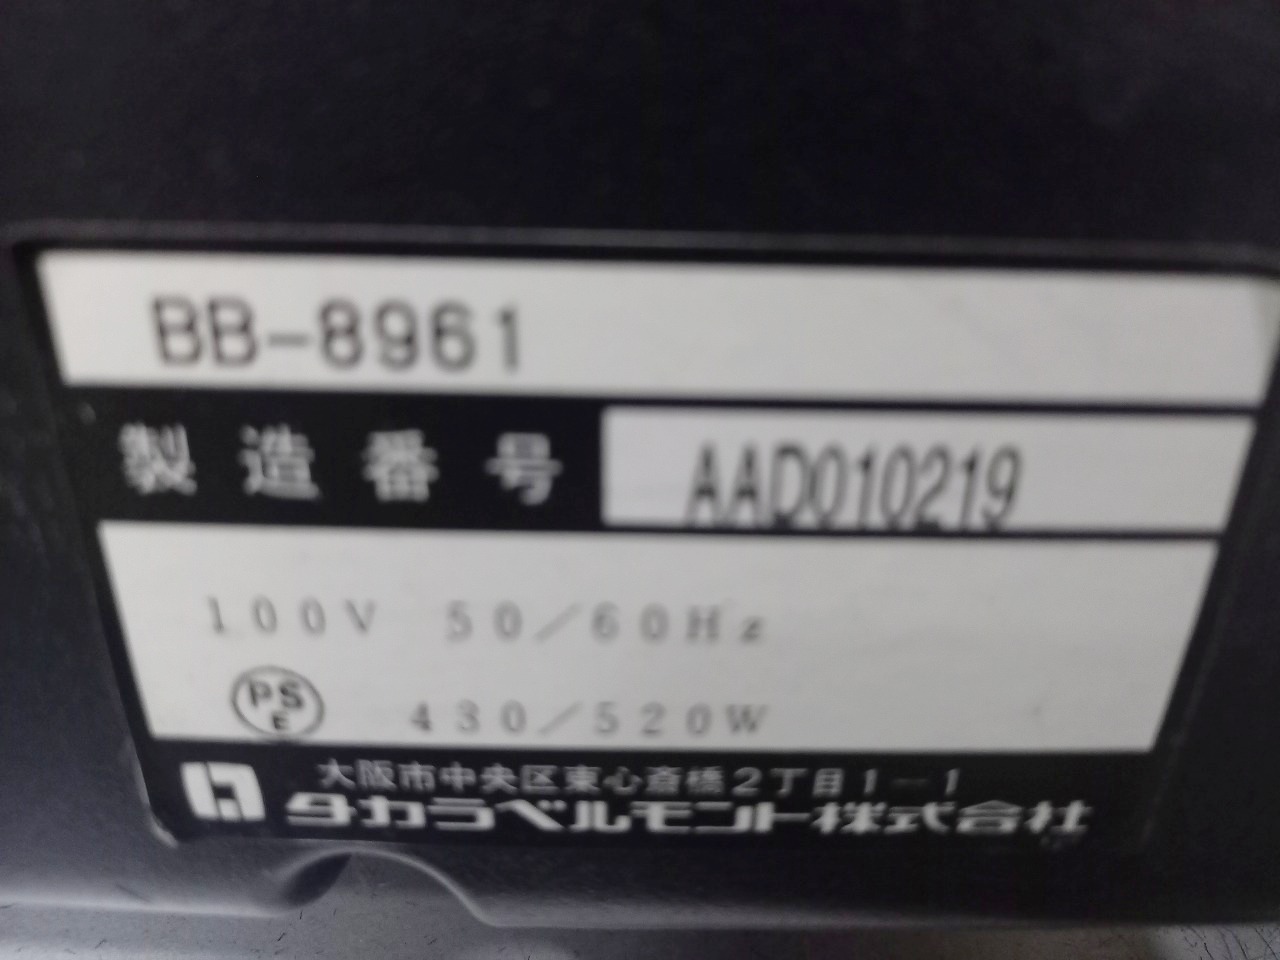 BB-8961
製造番号 AAD010219
100V 50/60Hz
PSE 430/520W
大阪市中央区東心斎橋2丁目1-1
タカラベルモント株式会社